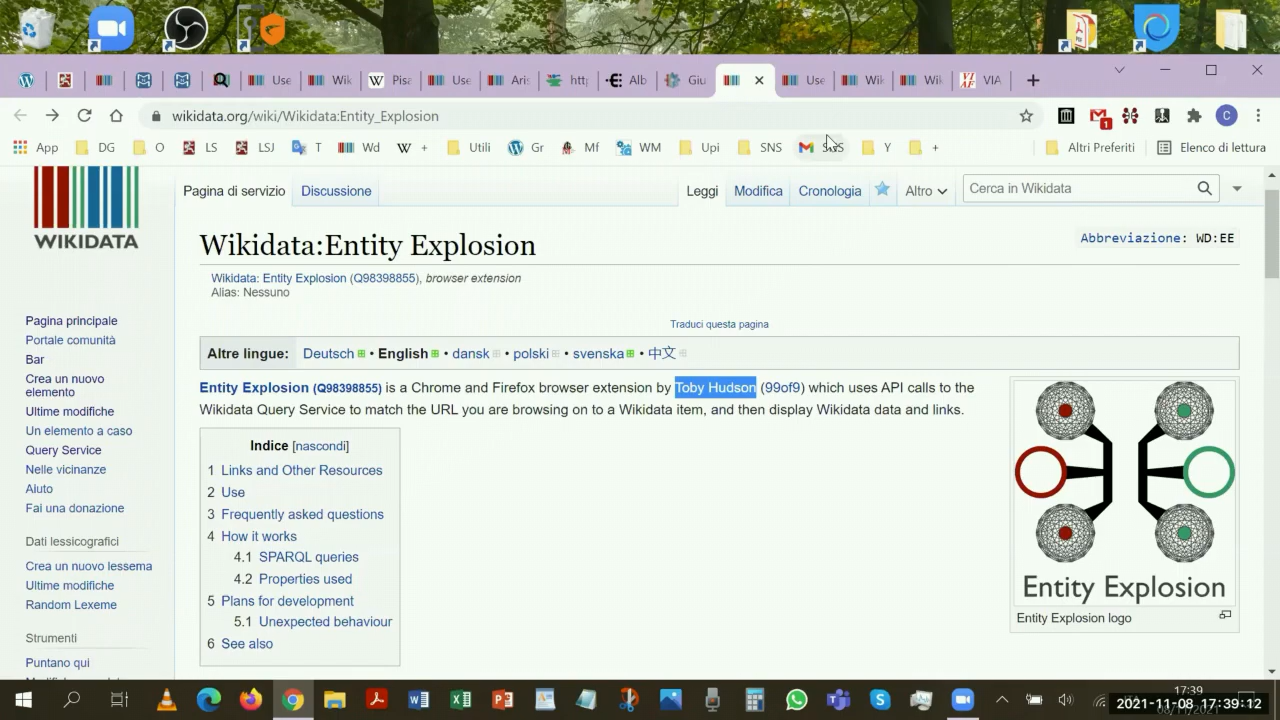 Use
Wik
Pisa
Use
Aris
http
Alb
Giu
Use
Wik
Wik
VIA
wikidata.org/wiki/Wikidata:Entity_Explosion
1
C
App
DG
O
LS
LSJ
T
Wd
+
Utili
Gr
Mf
WM
Upr
SNS
Y
+
Altri Preferiti
Elenco di lettura
WIKIDATA
Pagina di servizio
Discussione
Leggi
Modifica
Cronologia
Altro
Cerca in Wikidata
Wikidata:Entity Explosion
Abbreviazione: WD:EE
Wikidata: Entity Explosion (Q98398855), browser extension
Alias: Nessuno
Traduci questa pagina
Altre lingue: Deutsch • English • dansk • polski • svenska • 中文
Entity Explosion (Q98398855) is a Chrome and Firefox browser extension by Toby Hudson (99of9) which uses API calls to the
Wikidata Query Service to match the URL you are browsing on to a Wikidata item, and then display Wikidata data and links.
Indice [nascondi]
1 Links and Other Resources
2 Use
3 Frequently asked questions
4 How it works
4.1 SPARQL queries
4.2 Properties used
5 Plans for development
5.1 Unexpected behaviour
6 See also
Entity Explosion
Entity Explosion logo
Pagina principale
Portale comunità
Bar
Crea un nuovo
elemento
Ultime modifiche
Un elemento a caso
Query Service
Nelle vicinanze
Aiuto
Fai una donazione
Dati lessicografici
Crea un nuovo lessema
Ultime modifiche
Random Lexeme
Strumenti
Puntano qui
17:39
2021-11-08 17:39:12